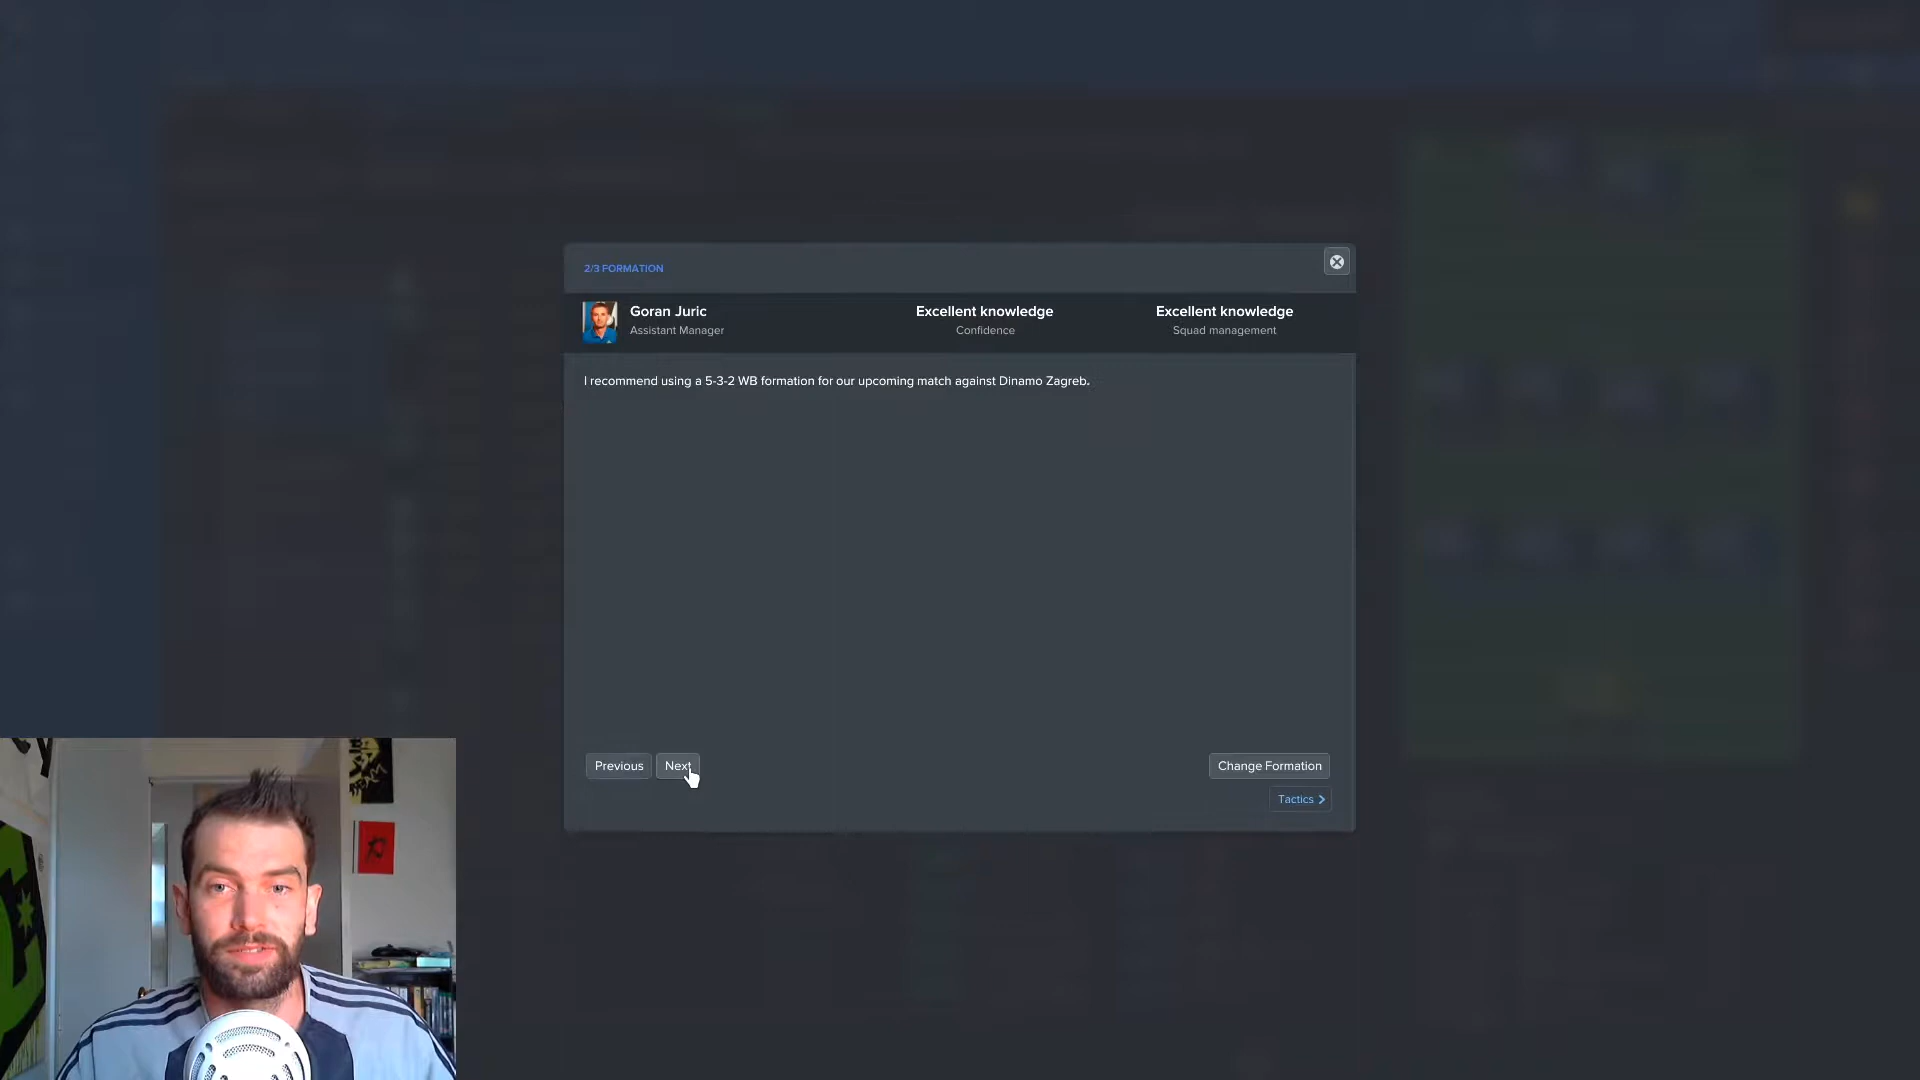 2/3 FORMATION
Goran Juric
Assistant Manager
Excellent knowledge
Confidence
Excellent knowledge
Squad management
I recommend using a 5-3-2 WB formation for our upcoming match against Dinamo Zagreb.
Previous
Next
Change Formation
Tactics